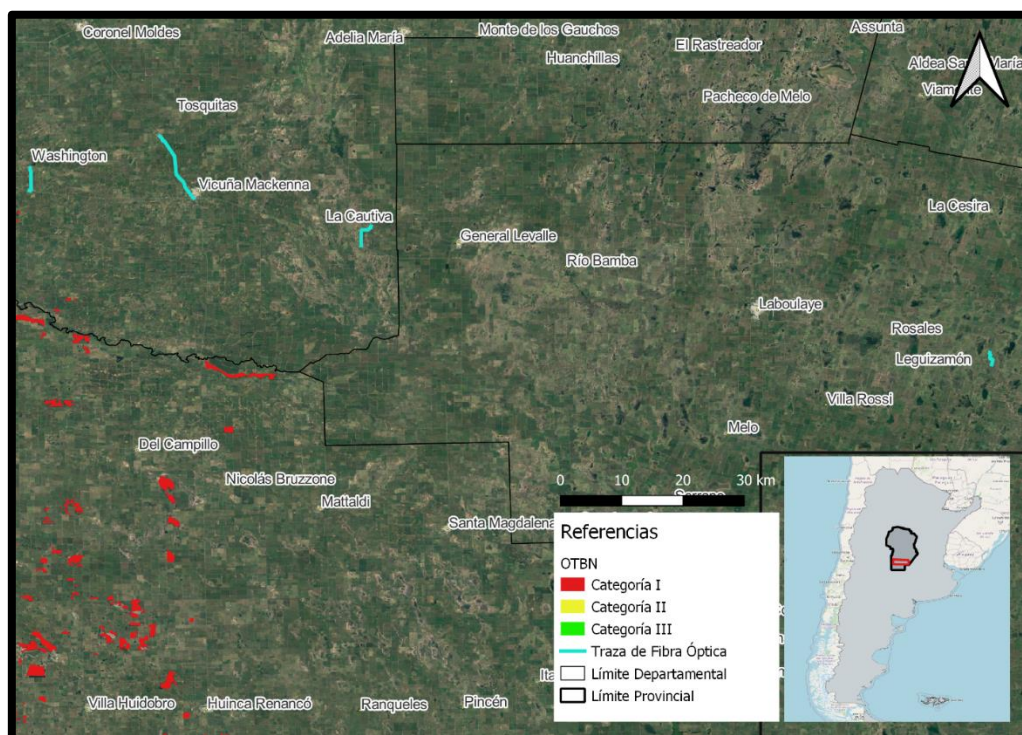 Coronel Moldes
Adelia María
Monte de los Gauchos
Assunta
El Rastreador
Huanchillas
Aldea Sa
María
Viam
te
Tosquitas
Pacheco de Melo
Washington
Vicuña Mackenna
La Cautiva
La Cesira
General Levalle
Río Bamba
Laboulaye
Rosales
Leguizamón
Villa Rossi
Melo
Del Campillo
Nicolás Bruzzone
Mattaldi
Santa Magdalena
0 10 20 30 km
Referencias
OTBN
Categoría I
Categoría II
Categoría III
Traza de Fibra Óptica
Límite Departamental
Límite Provincial
Villa Huidobro
Huinca Renancó
Ranqueles
Pincén